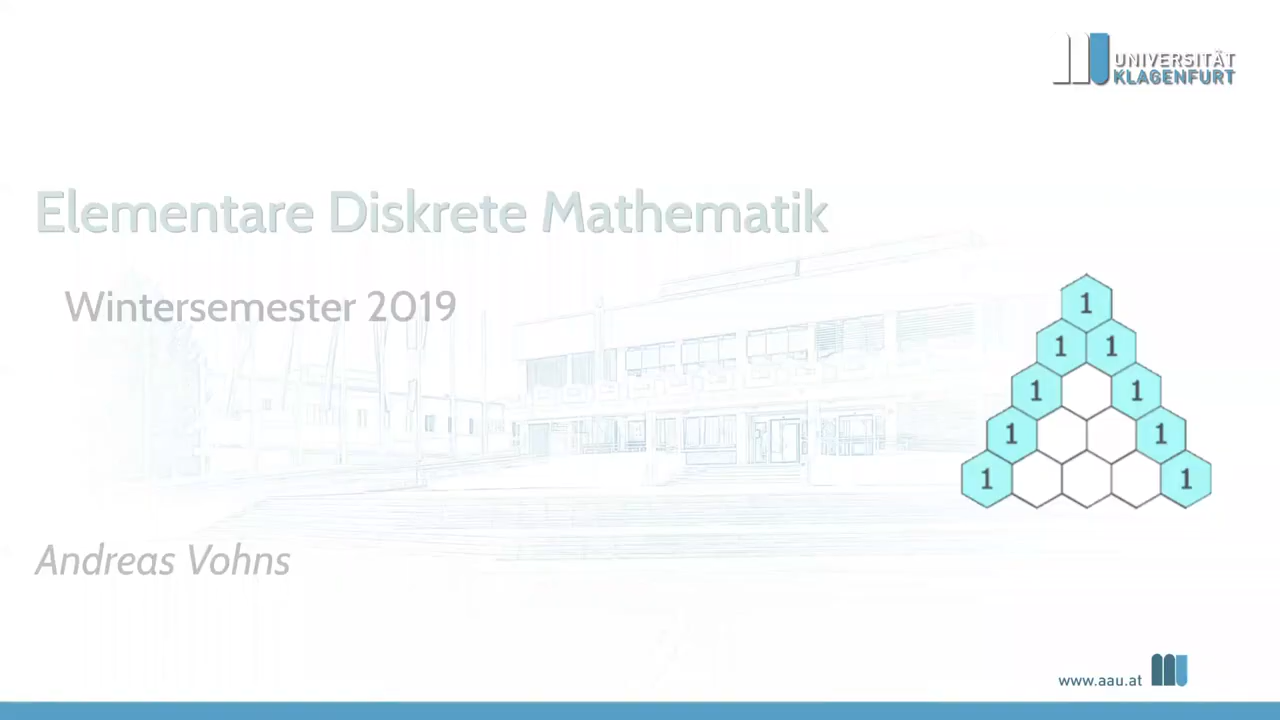 UNIVERSITÄT
KLAGENFURT
Elementare Diskrete Mathematik
Wintersemester 2019
1
1 1
1 1
1 1
1 1
Andreas Vohns
www.aau.at